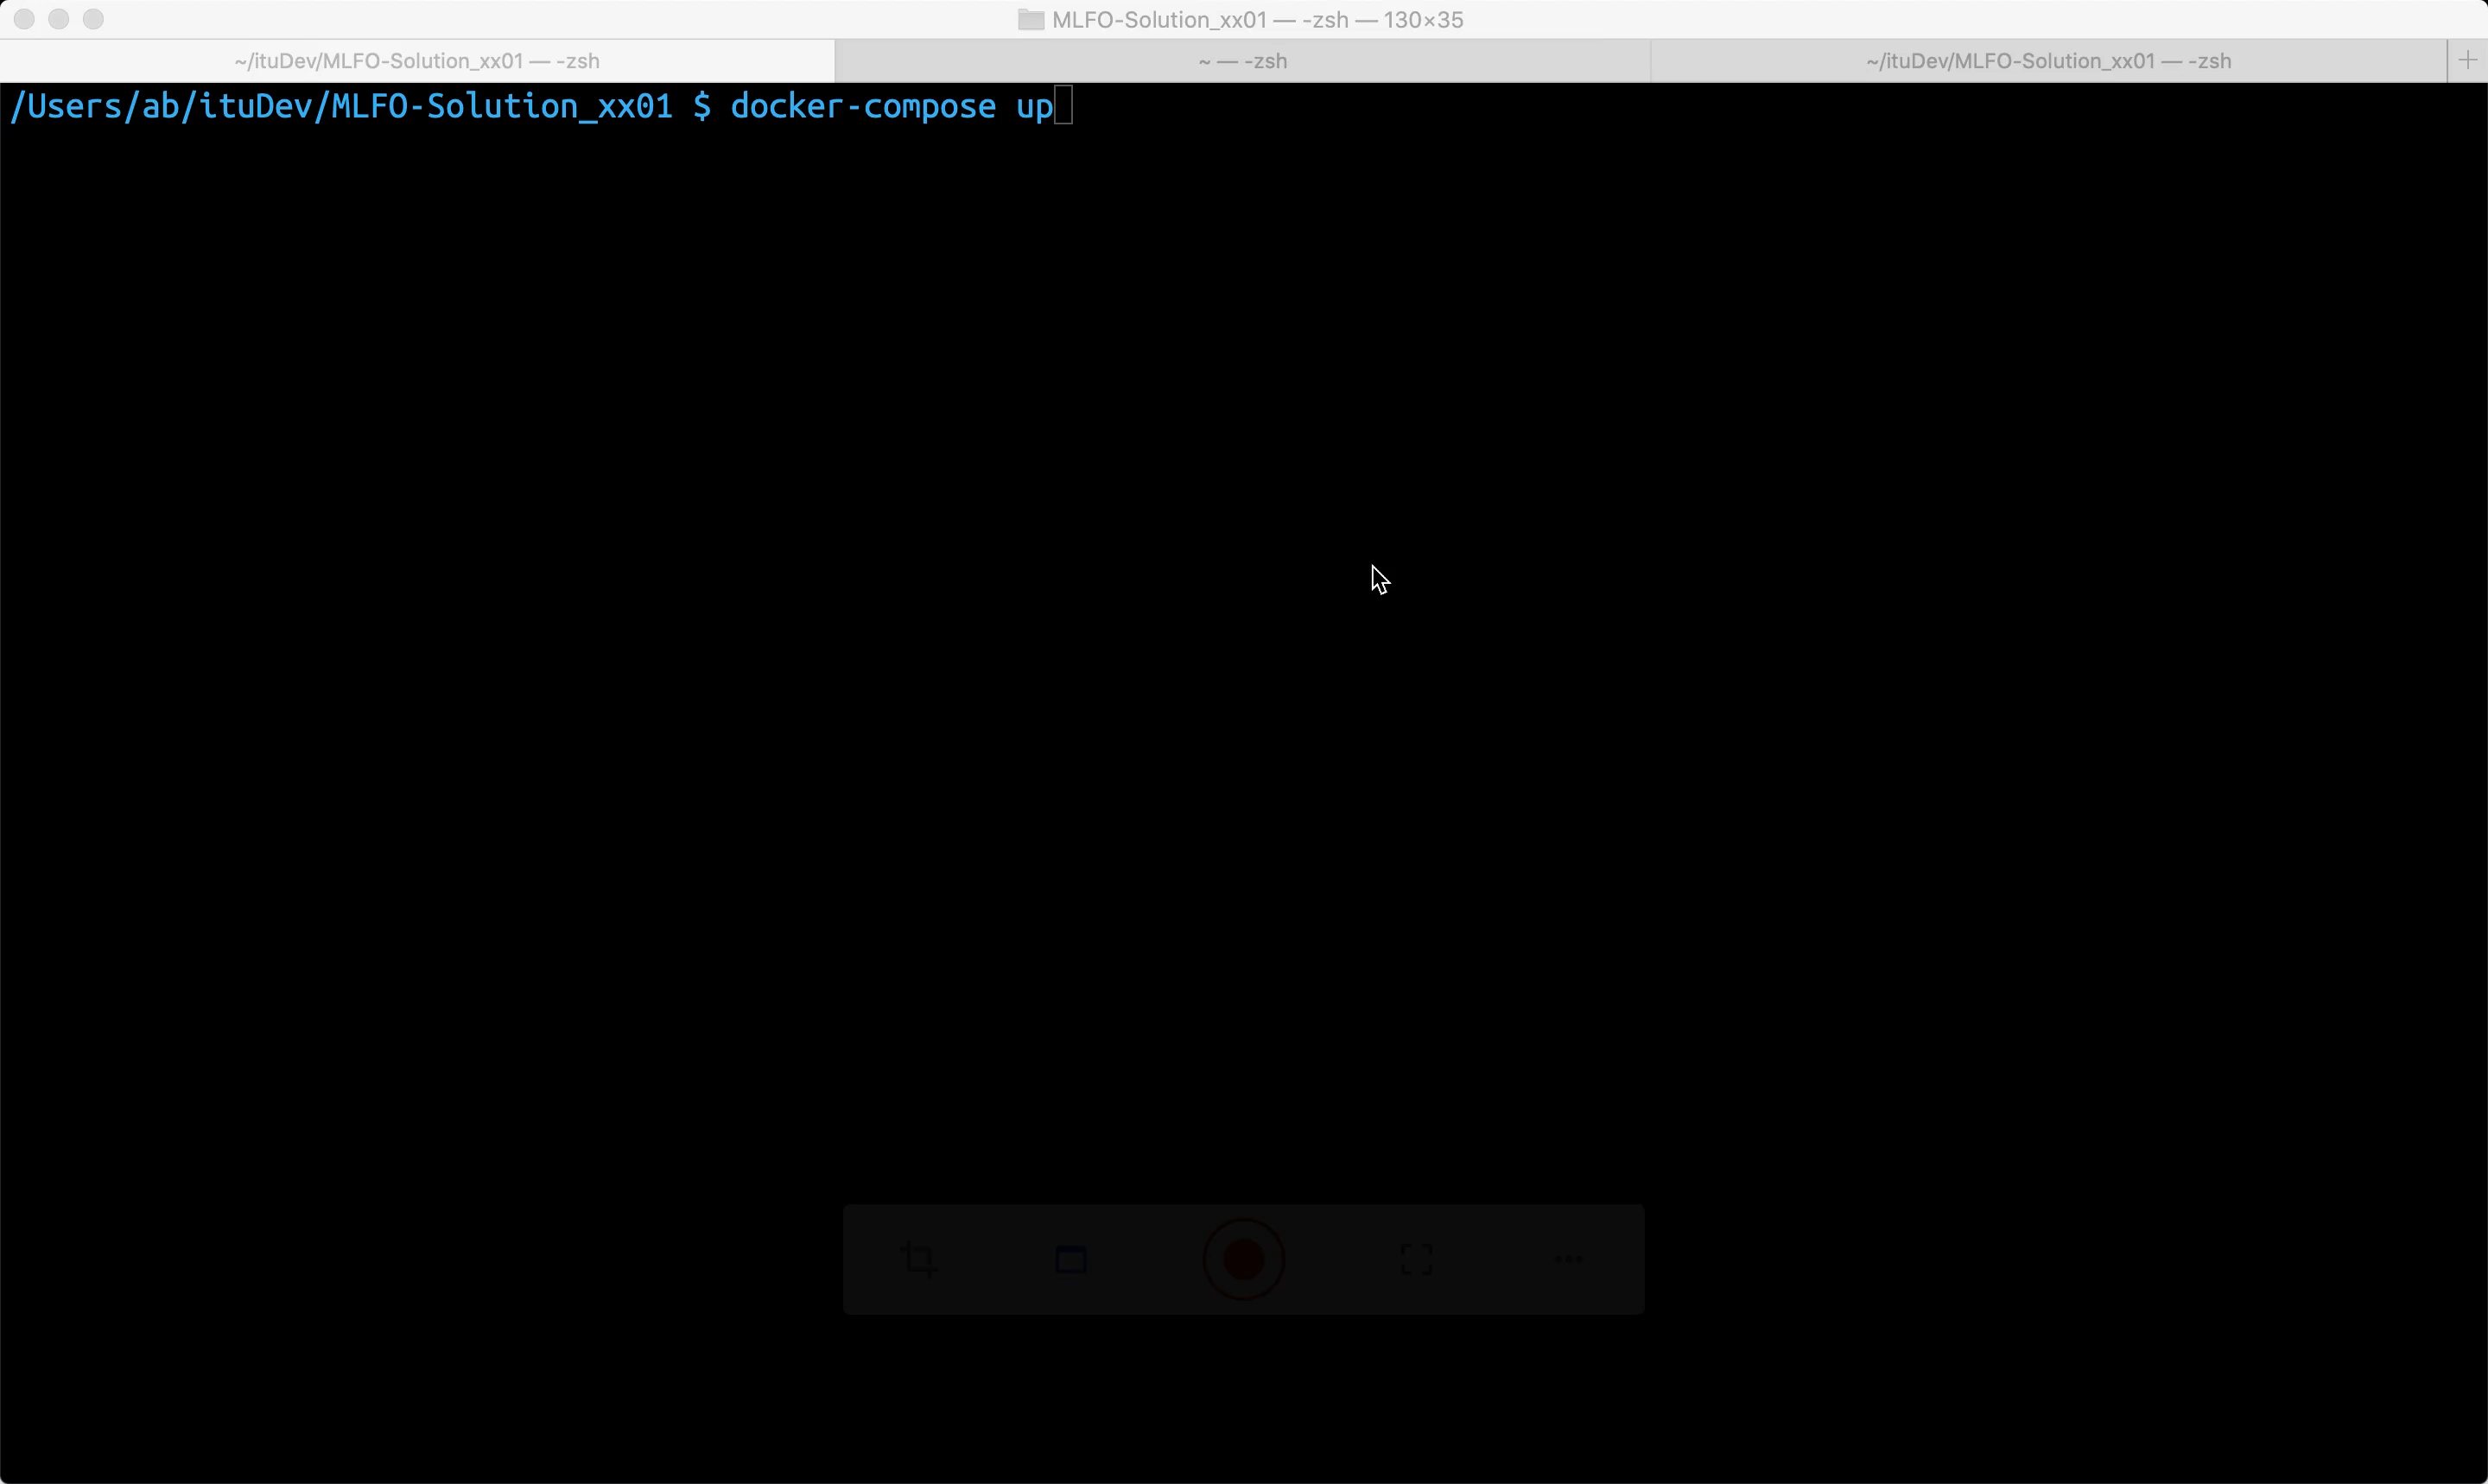 MLFO-Solution_xx01 — -zsh — 130×35
~/ituDev/MLFO-Solution_xx01 — -zsh
~ — -zsh
~/ituDev/MLFO-Solution_xx01 — -zsh
/Users/ab/ituDev/MLFO-Solution_xx01 $ docker-compose up